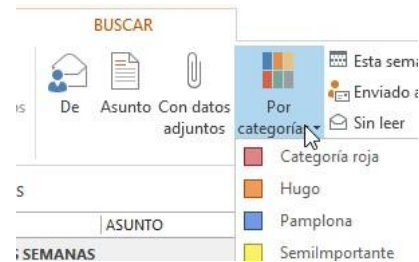 BUSCAR
De
Asunto
Con datos adjuntos
Por categoría
Esta sema
Enviado a
Sin leer
Categoría roja
Hugo
Pamplona
SemiImportante
S
ASUNTO
S SEMANAS